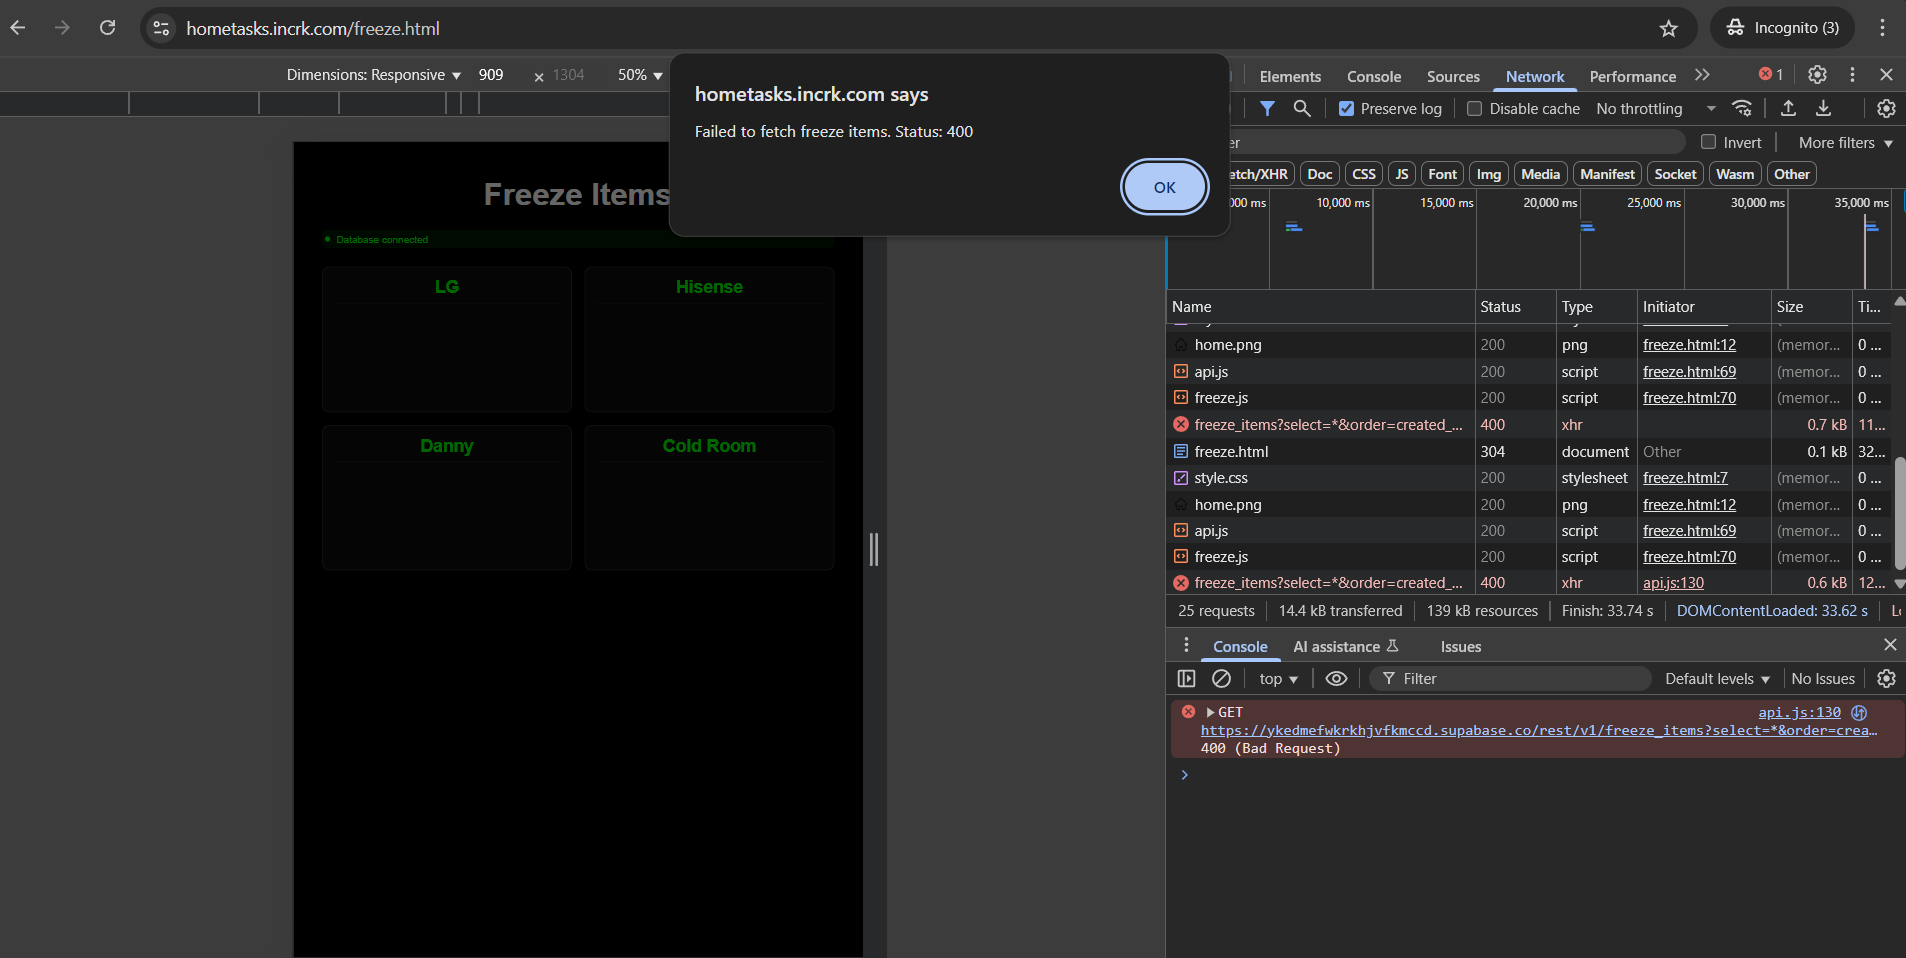 hometasks.incrk.com/freeze.html
Incognito (3)
Dimensions: Responsive ▼ 909 × 1304 50% ▼
hometasks.incrk.com says
Failed to fetch freeze items. Status: 400
OK
Elements Console Sources Network Performance 1
Preserve log Disable cache No throttling
Invert More filters
etch/XHR Doc CSS JS Font Img Media Manifest Socket Wasm Other
10,000 ms 15,000 ms 20,000 ms 25,000 ms 30,000 ms 35,000 ms
Freeze Items
Database connected
LG
Hisense
Danny
Cold Room
Name Status Type Initiator Size Ti...
home.png 200 png freeze.html:12 (memor... 0 ...
api.js 200 script freeze.html:69 (memor... 0 ...
freeze.js 200 script freeze.html:70 (memor... 0 ...
freeze_items?select=*&order=created_... 400 xhr 0.7 kB 11...
freeze.html 304 document Other 0.1 kB 32...
style.css 200 stylesheet freeze.html:7 (memor... 0 ...
home.png 200 png freeze.html:12 (memor... 0 ...
api.js 200 script freeze.html:69 (memor... 0 ...
freeze.js 200 script freeze.html:70 (memor... 0 ...
freeze_items?select=*&order=created_... 400 xhr api.js:130 0.6 kB 12...
25 requests 14.4 kB transferred 139 kB resources Finish: 33.74 s DOMContentLoaded: 33.62 s
Console AI assistance Issues
top ▼ Filter Default levels ▼ No Issues
GET api.js:130
https://ykedmefwkrkhjvfkmccd.supabase.co/rest/v1/freeze_items?select=*&order=crea…
400 (Bad Request)